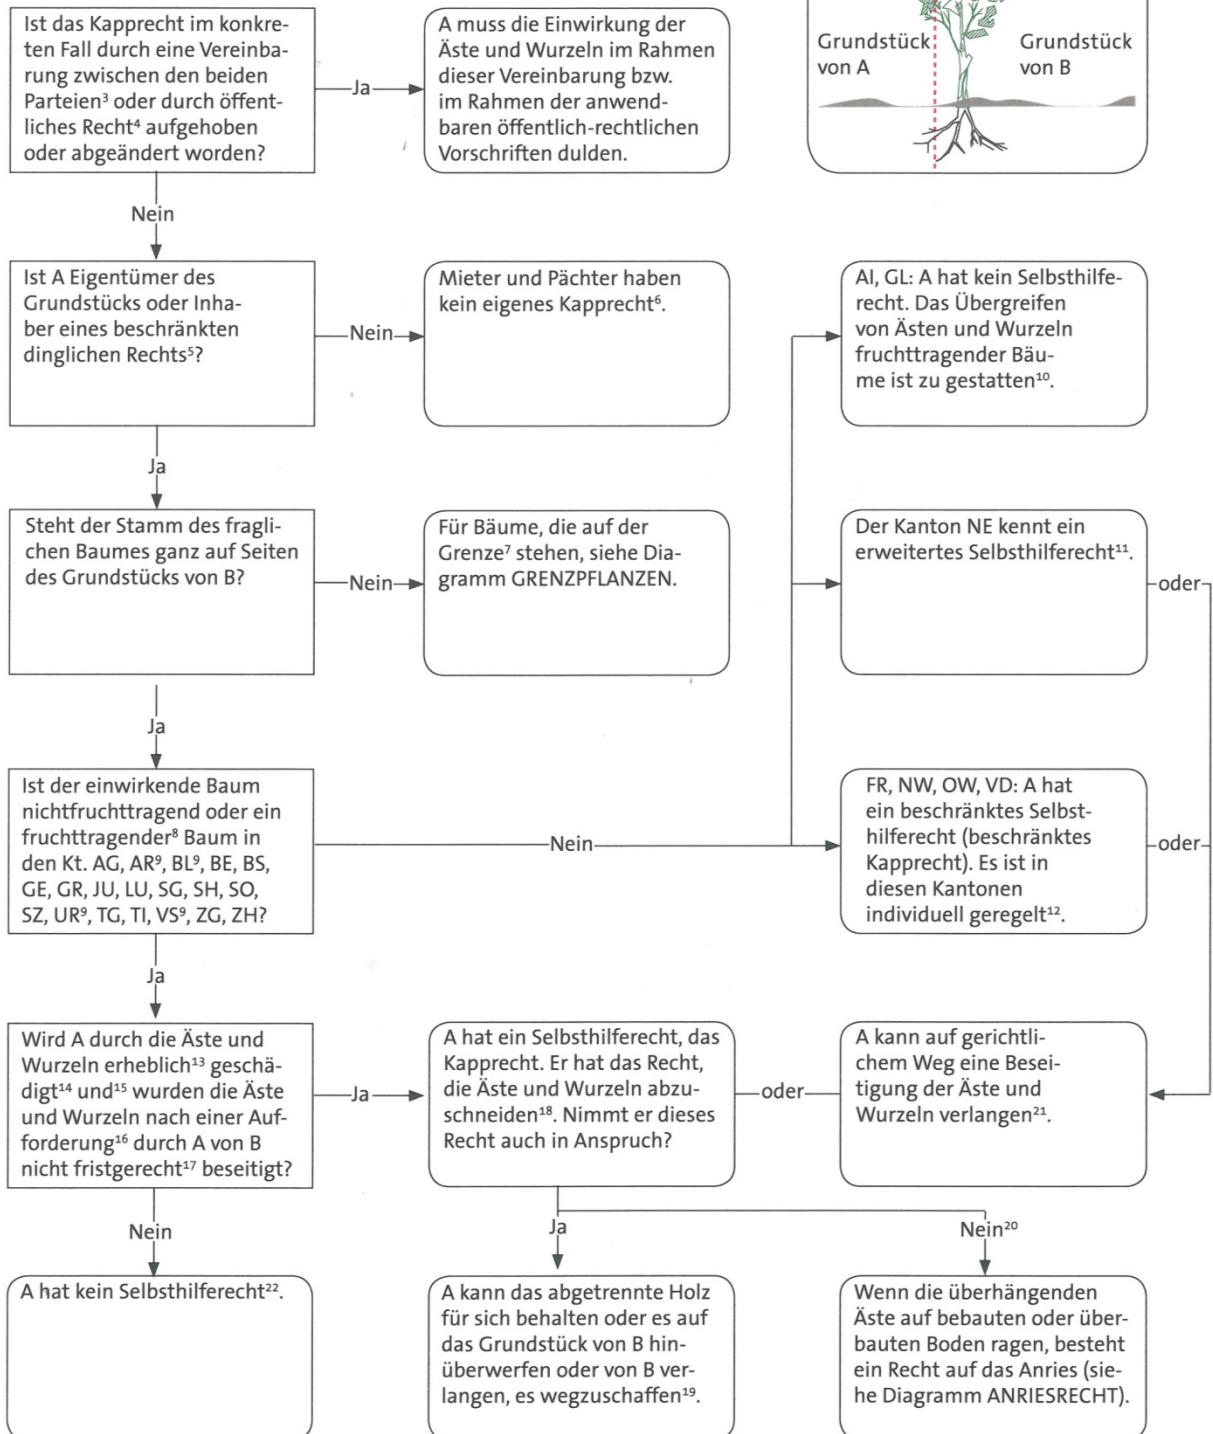 Ist das Kapprecht im konkre-
ten Fall durch eine Vereinba-
rung zwischen den beiden
Parteien³ oder durch öffent-
liches Recht⁴ aufgehoben
oder abgeändert worden?
Ja
A muss die Einwirkung der
Äste und Wurzeln im Rahmen
dieser Vereinbarung bzw.
im Rahmen der anwend-
baren öffentlich-rechtlichen
Vorschriften dulden.
Grundstück
von A
Grundstück
von B
Nein
Ist A Eigentümer des
Grundstücks oder Inha-
ber eines beschränkten
dinglichen Rechts⁵?
Nein
Mieter und Pächter haben
kein eigenes Kapprecht⁶.
AI, GL: A hat kein Selbsthilfe-
recht. Das Übergreifen
von Ästen und Wurzeln
fruchttragender Bäu-
me ist zu gestatten¹⁰.
Ja
Steht der Stamm des fragli-
chen Baumes ganz auf Seiten
des Grundstücks von B?
Nein
Für Bäume, die auf der
Grenze⁷ stehen, siehe Dia-
gramm GRENZPFLANZEN.
Der Kanton NE kennt ein
erweitertes Selbsthilferecht¹¹.
oder
Ja
Ist der einwirkende Baum
nichtfruchttragend oder ein
fruchttragender⁸ Baum in
den Kt. AG, AR⁹, BL⁹, BE, BS,
GE, GR, JU, LU, SG, SH, SO,
SZ, UR⁹, TG, TI, VS⁹, ZG, ZH?
Nein
FR, NW, OW, VD: A hat
ein beschränktes Selbst-
hilferecht (beschränktes
Kapprecht). Es ist in
diesen Kantonen
individuell geregelt¹².
oder
Ja
Wird A durch die Äste und
Wurzeln erheblich¹³ geschä-
digt¹⁴ und¹⁵ wurden die Äste
und Wurzeln nach einer Auf-
forderung¹⁶ durch A von B
nicht fristgerecht¹⁷ beseitigt?
Ja
A hat ein Selbsthilferecht, das
Kapprecht. Er hat das Recht,
die Äste und Wurzeln abzu-
schneiden¹⁸. Nimmt er dieses
Recht auch in Anspruch?
oder
A kann auf gerichtli-
chem Weg eine Besei-
tigung der Äste und
Wurzeln verlangen²¹.
Nein
Ja
Nein²⁰
A hat kein Selbsthilferecht²².
A kann das abgetrennte Holz
für sich behalten oder es auf
das Grundstück von B hin-
überwerfen oder von B ver-
langen, es wegzuschaffen¹⁹.
Wenn die überhängenden
Äste auf bebauten oder über-
bauten Boden ragen, besteht
ein Recht auf das Anries (sie-
he Diagramm ANRIESRECHT).